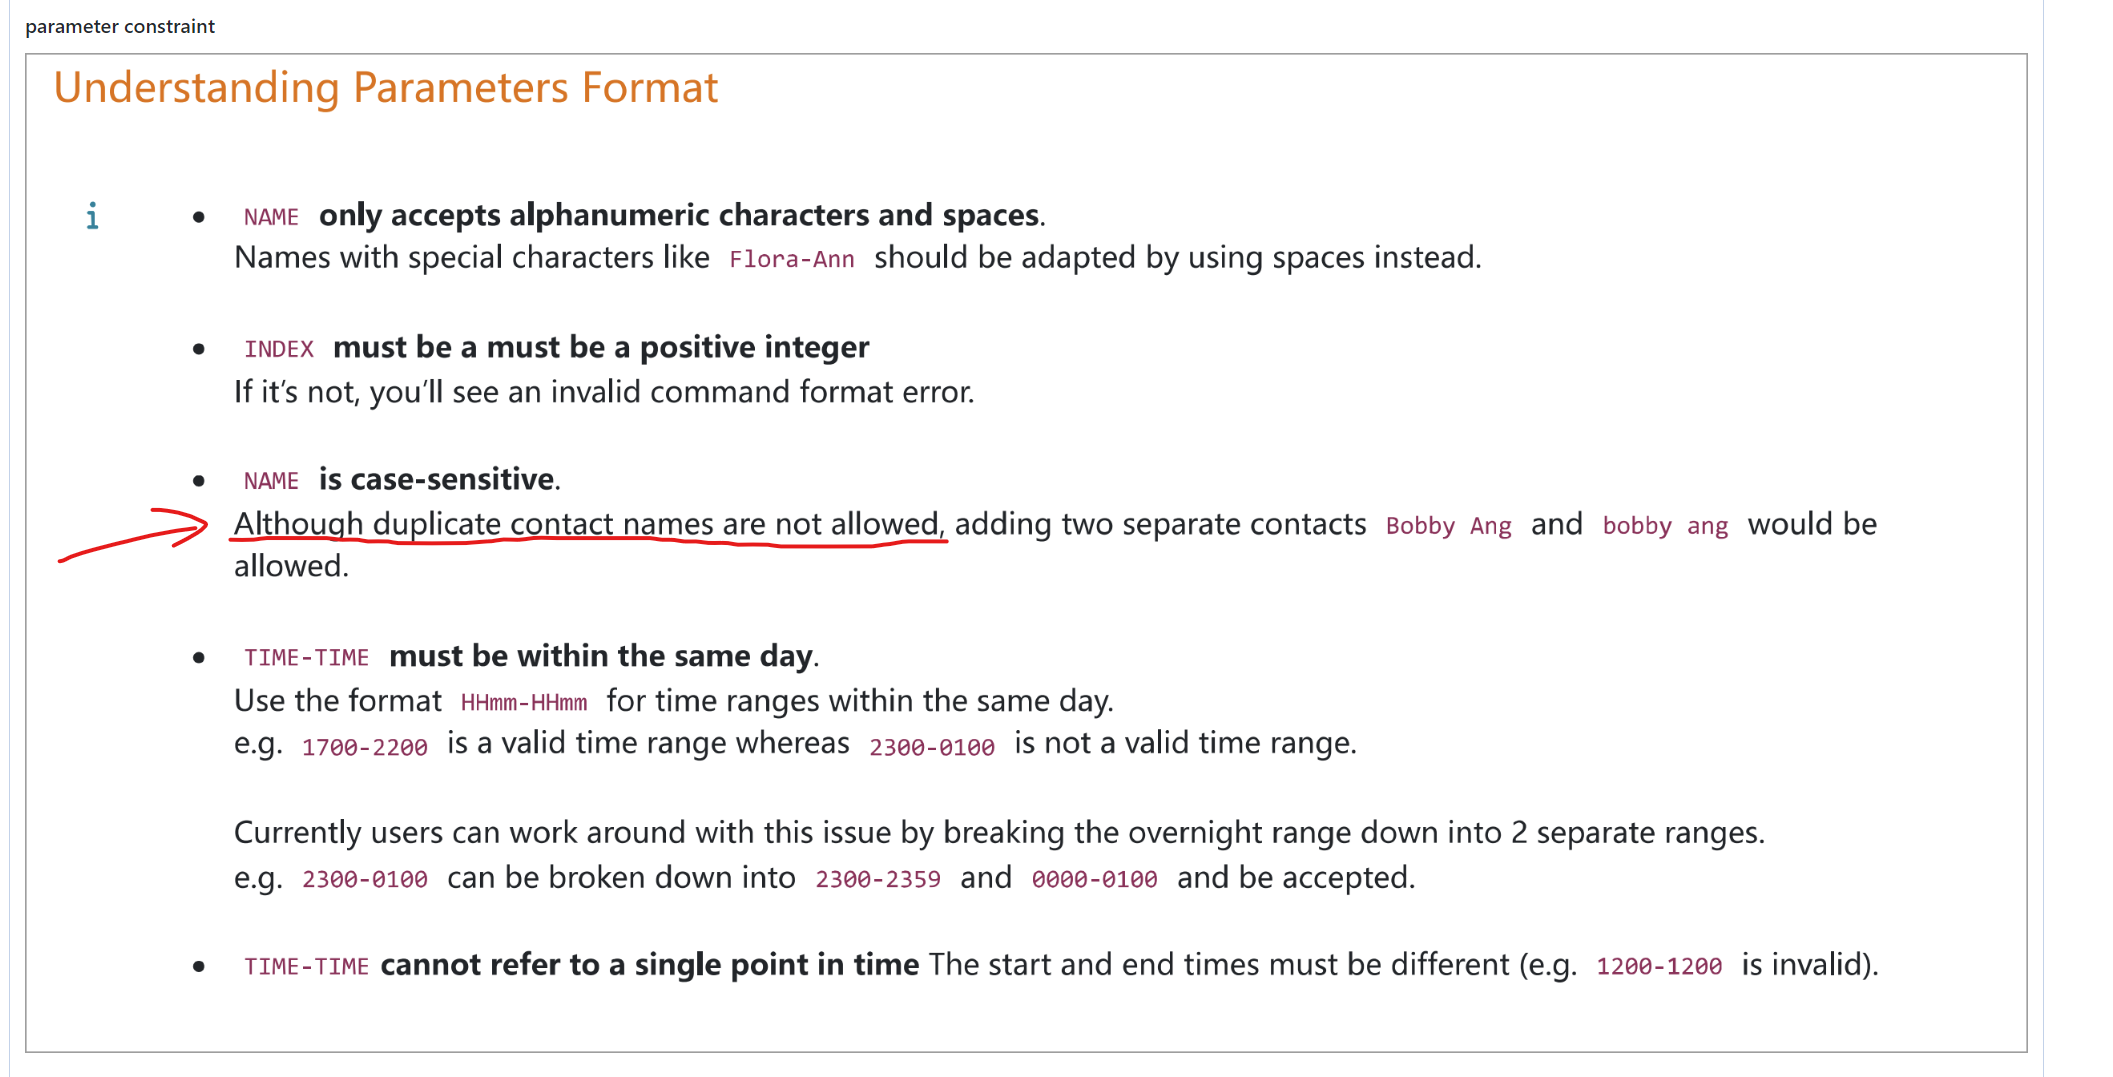 parameter constraint
Understanding Parameters Format
i
• NAME only accepts alphanumeric characters and spaces.
Names with special characters like Flora-Ann should be adapted by using spaces instead.
• INDEX must be a must be a positive integer
If it’s not, you’ll see an invalid command format error.
• NAME is case-sensitive.
Although duplicate contact names are not allowed, adding two separate contacts Bobby Ang and bobby ang would be
allowed.
• TIME-TIME must be within the same day.
Use the format HHmm-HHmm for time ranges within the same day.
e.g. 1700-2200 is a valid time range whereas 2300-0100 is not a valid time range.
Currently users can work around with this issue by breaking the overnight range down into 2 separate ranges.
e.g. 2300-0100 can be broken down into 2300-2359 and 0000-0100 and be accepted.
• TIME-TIME cannot refer to a single point in time The start and end times must be different (e.g. 1200-1200 is invalid).